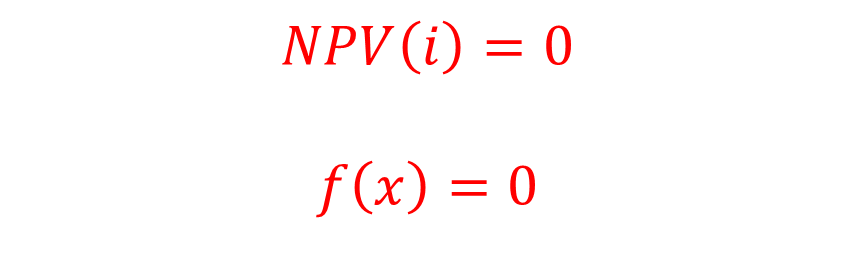 NPV(i) = 0
f(x) = 0